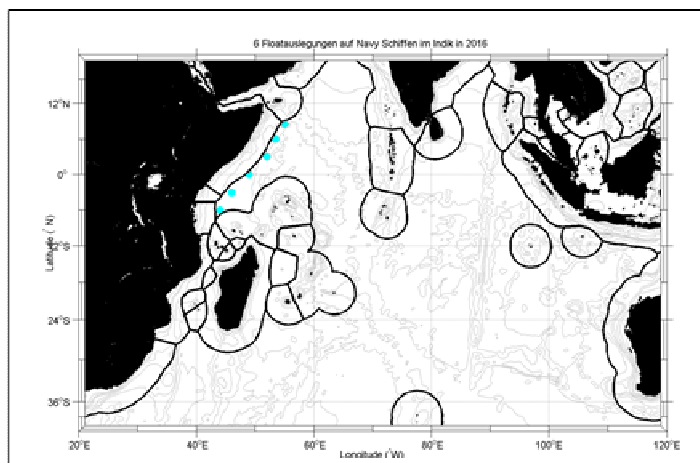 6 Floatauslegungen auf Navy Schiffen im Indik in 2016
12°N
0°
12°S
24°S
36°S
Latitude (° N)
20°E 40°E 60°E 80°E 100°E 120°E
Longitude (°W)